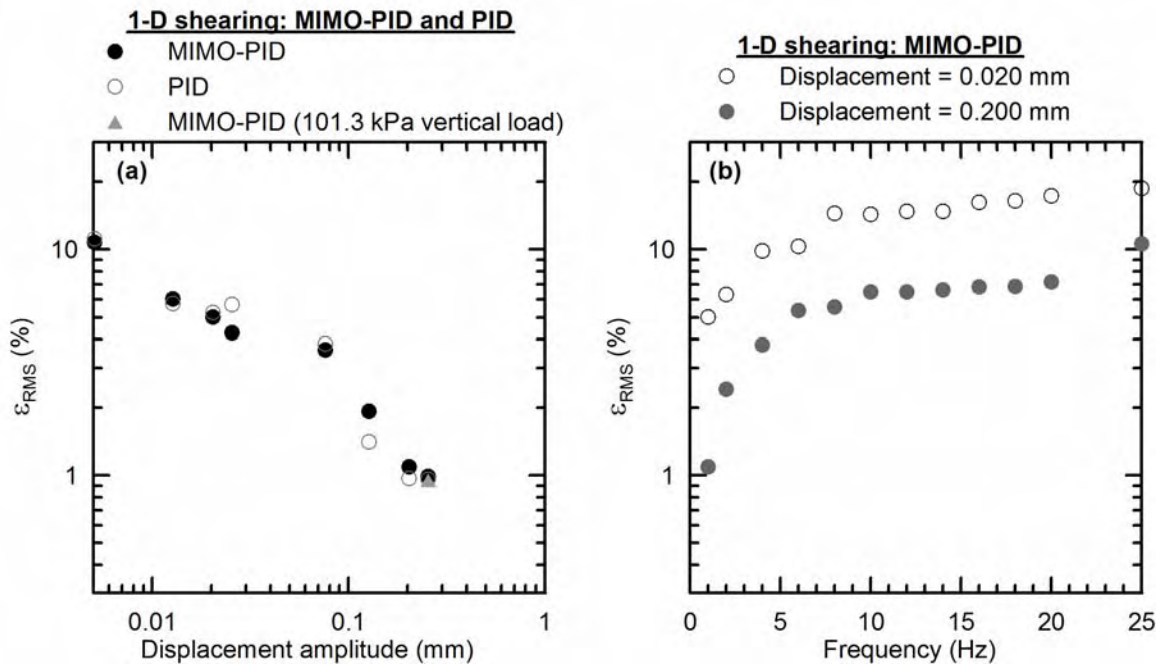 1-D shearing: MIMO-PID and PID
MIMO-PID
PID
MIMO-PID (101.3 kPa vertical load)
(a)
10
1
εRMS (%)
0.01
0.1
1
Displacement amplitude (mm)
1-D shearing: MIMO-PID
Displacement = 0.020 mm
Displacement = 0.200 mm
(b)
10
1
εRMS (%)
0
5
10
15
20
25
Frequency (Hz)